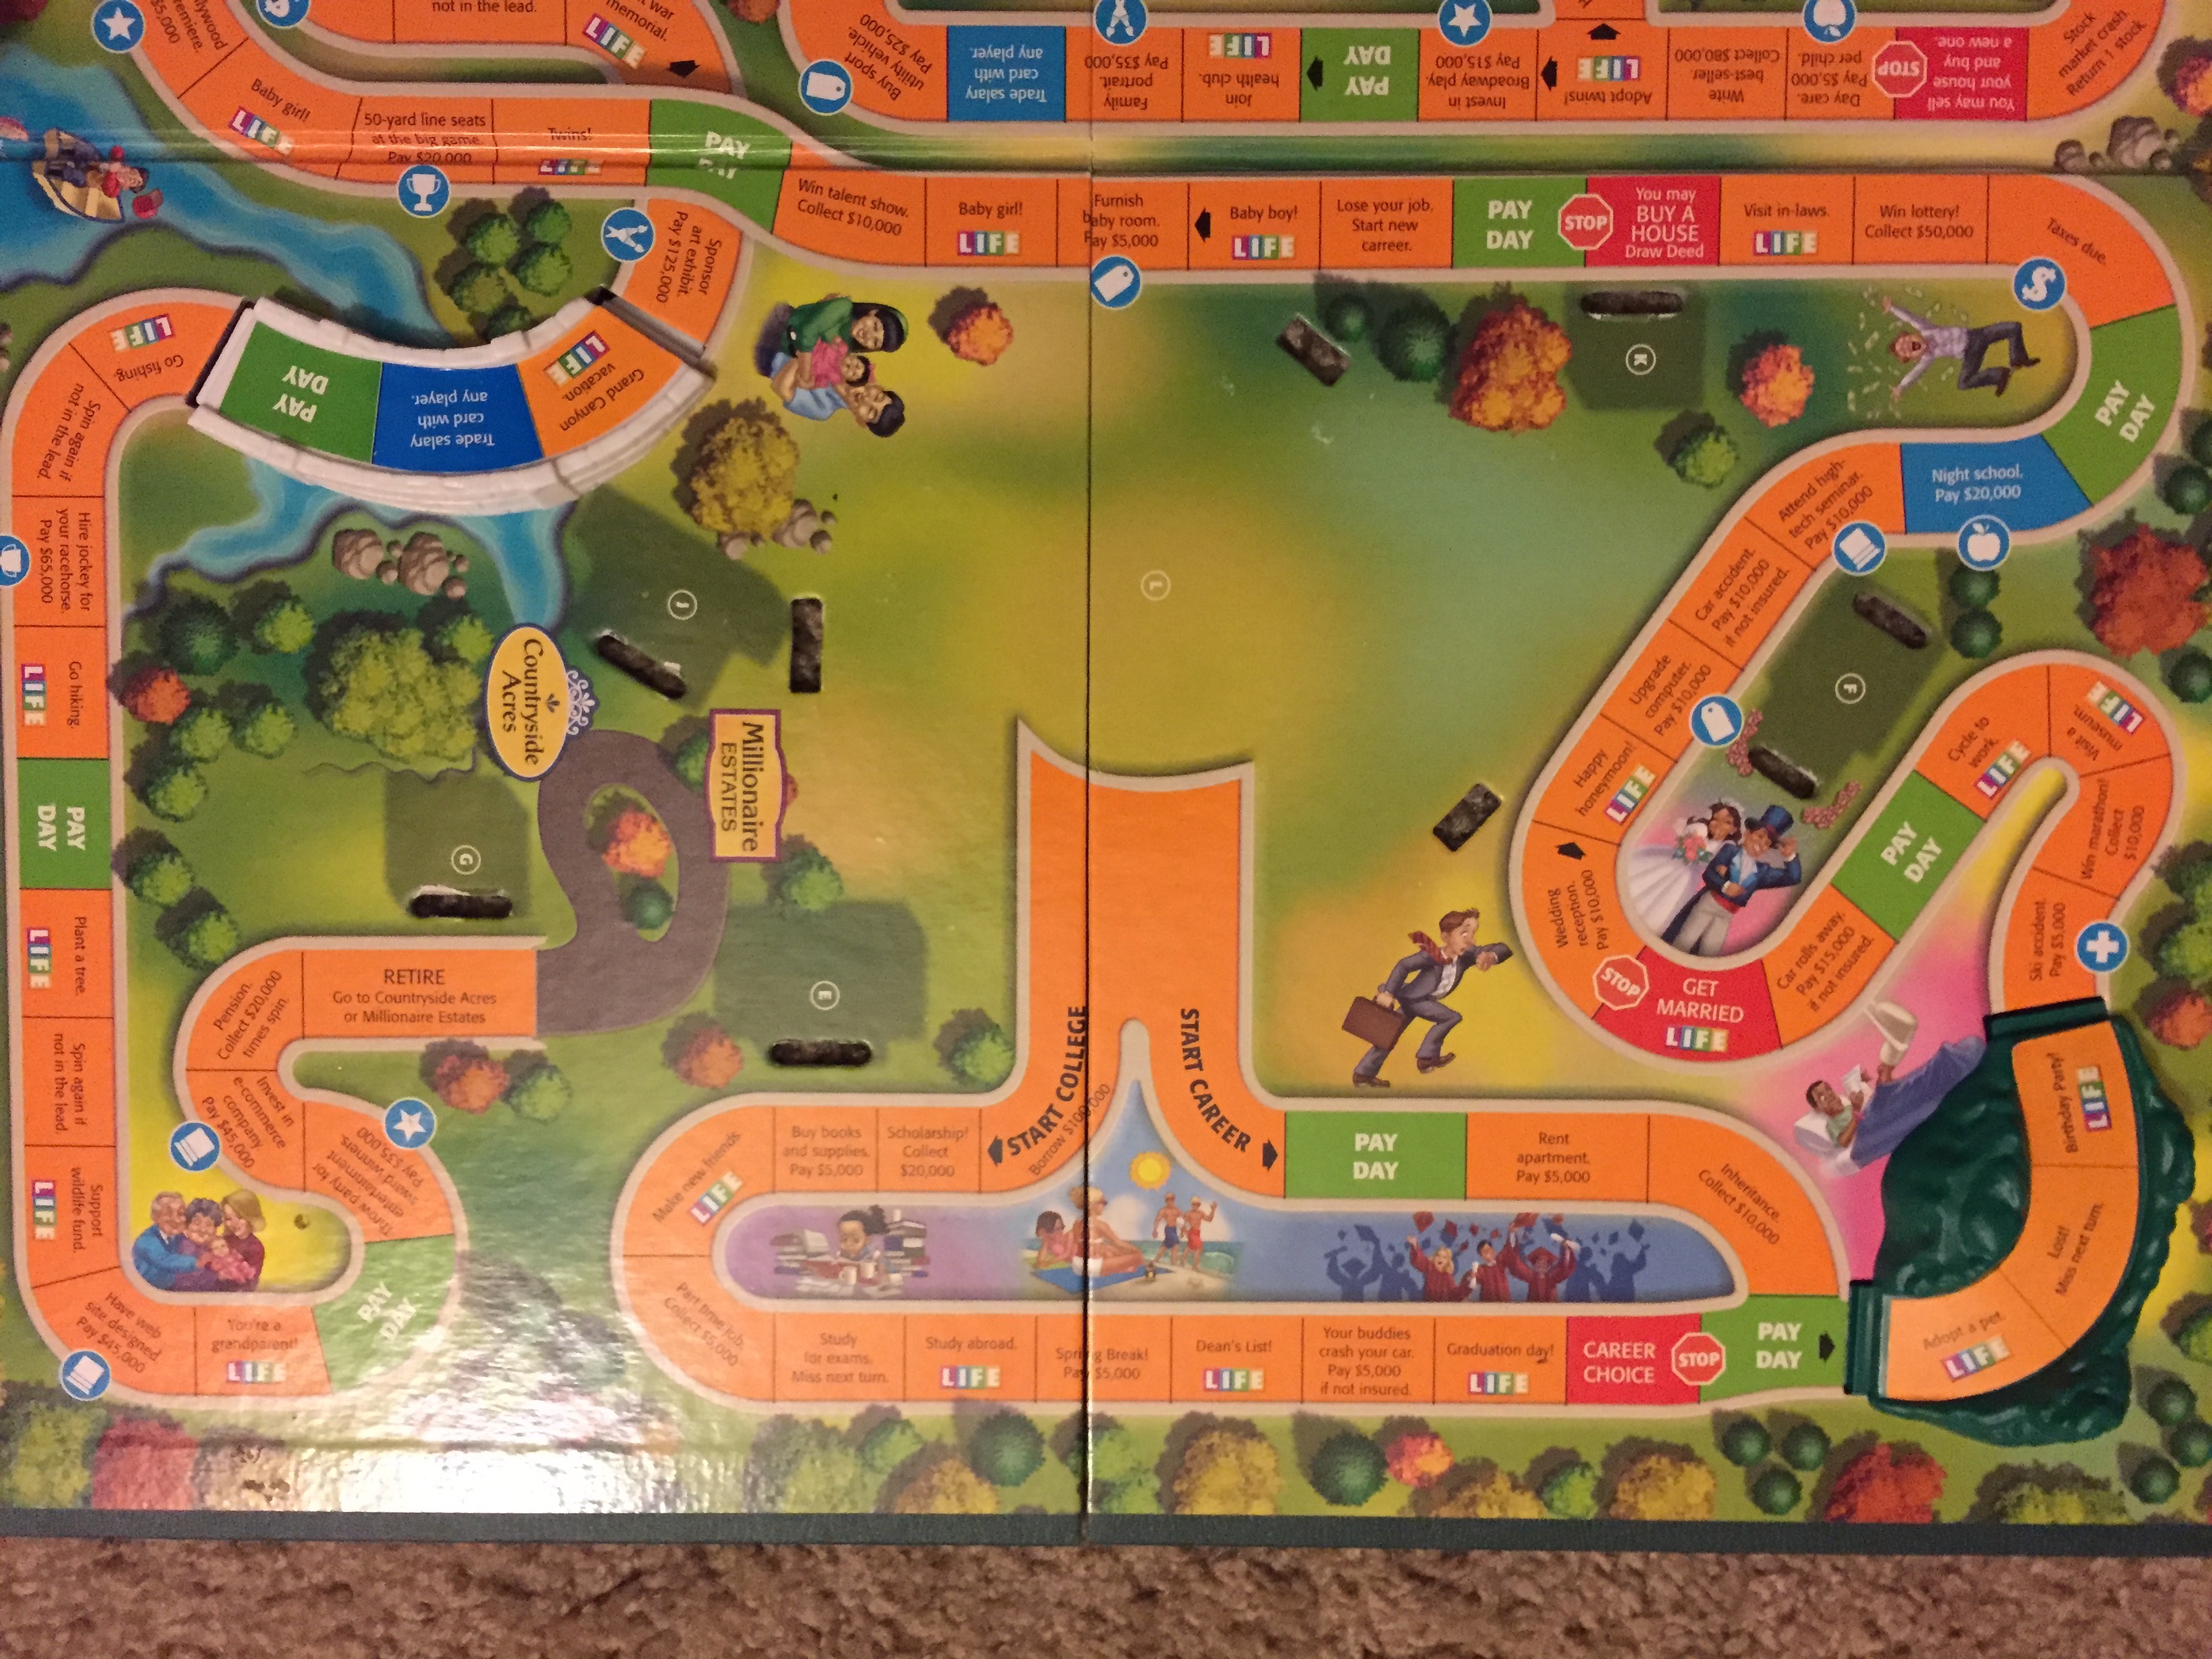 not in the lead.
war
memorial.
LIFE
llywood
remiere.
$5,000
Baby girl!
LIFE
50-yard line seats
at the big game.
Pay $20,000
Twins!
LIFE
PAY
DAY
Buy sport
utility vehicle.
Pay $25,000
Trade salary
card with
any player.
Family
portrait.
Pay $35,000
Join
health club.
LIFE
PAY
DAY
Invest in
Broadway play.
Pay $15,000
Adopt twins!
LIFE
Write
best-seller.
Collect $80,000
Day care.
Pay $5,000
per child.
STOP
You may sell
your house
and buy
a new one.
Stock
market crash
Return 1 stock.
Win talent show.
Collect $10,000
Baby girl!
LIFE
Furnish
baby room.
Pay $5,000
Baby boy!
LIFE
Lose your job.
Start new
carreer.
PAY
DAY
STOP
You may
BUY A
HOUSE
Draw Deed
Visit in-laws.
LIFE
Win lottery!
Collect $50,000
Taxes due.
$
PAY
DAY
Night school.
Pay $20,000
Attend high-
tech seminar.
Pay $10,000
Car accident.
Pay $10,000
if not insured.
Upgrade
computer.
Pay $10,000
Happy
honeymoon!
LIFE
Wedding
reception.
Pay $10,000
STOP
GET
MARRIED
LIFE
Car rolls away.
Pay $15,000
if not insured.
PAY
DAY
Cycle to
work.
LIFE
Visit a
museum.
LIFE
Win marathon!
Collect
$10,000
Ski accident.
Pay $5,000
Birthday Party!
LIFE
Lost!
Miss next turn.
Adopt a pet.
LIFE
Sponsor
art exhibit.
Pay $125,000
Grand Canyon
vacation.
LIFE
Trade salary
card with
any player.
PAY
DAY
Go fishing.
LIFE
Spin again if
not in the lead.
Hire jockey for
your racehorse.
Pay $65,000
Go hiking.
LIFE
PAY
DAY
Plant a tree.
LIFE
Spin again if
not in the lead.
Support
wildlife fund.
LIFE
Have web
site designed
Pay $45,000
You're a
grandparent!
LIFE
PAY
DAY
Throw party for
entertainment
award winners
Pay $35,000
Invest in
e-commerce
company
Pay $45,000
Pension.
Collect $20,000
times spin.
RETIRE
Go to Countryside Acres
or Millionaire Estates
Countryside
Acres
Millionaire
ESTATES
K
J
L
F
G
E
START COLLEGE
Borrow $100,000
START CAREER
Scholarship!
Collect
$20,000
Buy books
and supplies.
Pay $5,000
Make new friends.
LIFE
Part time job.
Collect $5,000
Study
for exams.
Miss next turn.
Study abroad.
LIFE
Spring Break!
Pay $5,000
Dean's List!
LIFE
Your buddies
crash your car.
Pay $5,000
if not insured.
Graduation day!
LIFE
CAREER
CHOICE
STOP
PAY
DAY
PAY
DAY
Rent
apartment.
Pay $5,000
Inheritance.
Collect $10,000